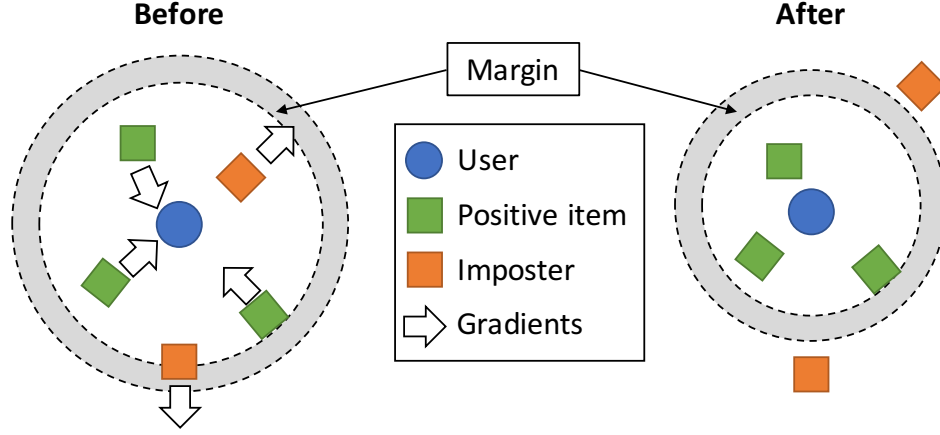 Before
After
Margin
User
Positive item
Imposter
Gradients